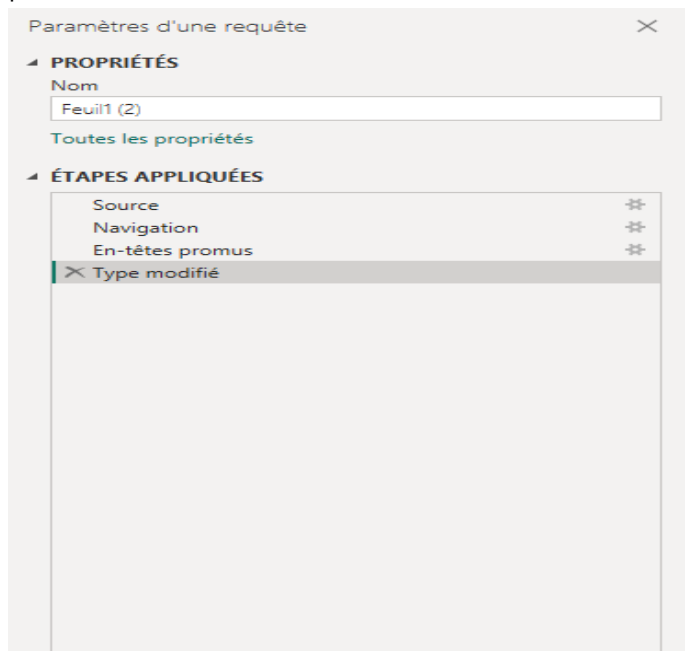 Paramètres d'une requête
PROPRIÉTÉS
Nom
Feuil1 (2)
Toutes les propriétés
ÉTAPES APPLIQUÉES
Source
Navigation
En-têtes promus
Type modifié